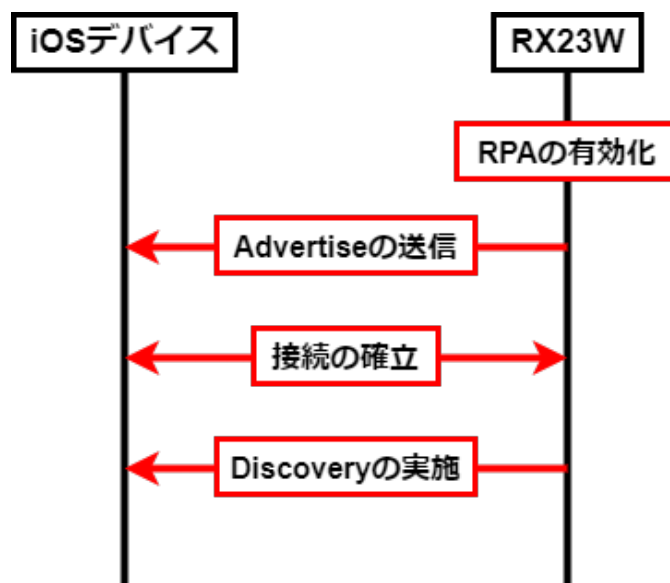 iOSデバイス
RX23W
RPAの有効化
Advertiseの送信
接続の確立
Discoveryの実施